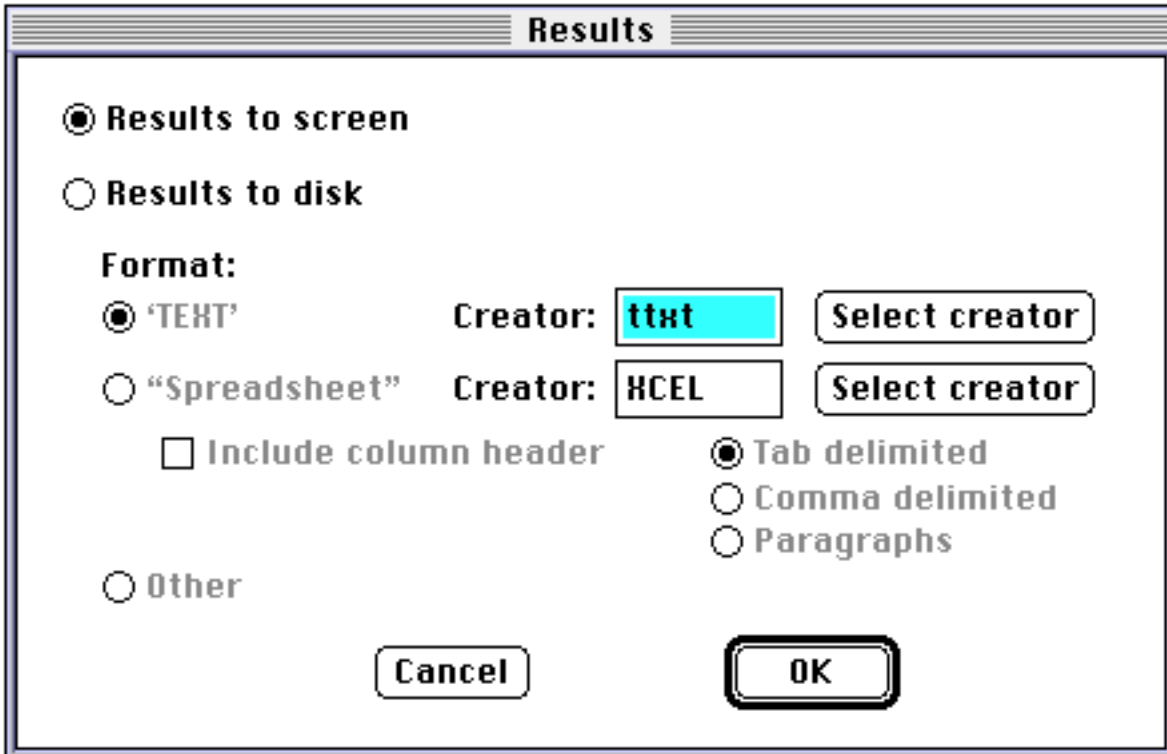 Results
Results to screen
Results to disk
Format:
‘TEXT’ Creator: ttxt Select creator
“Spreadsheet” Creator: XCEL Select creator
Include column header Tab delimited
Comma delimited
Paragraphs
Other
Cancel OK